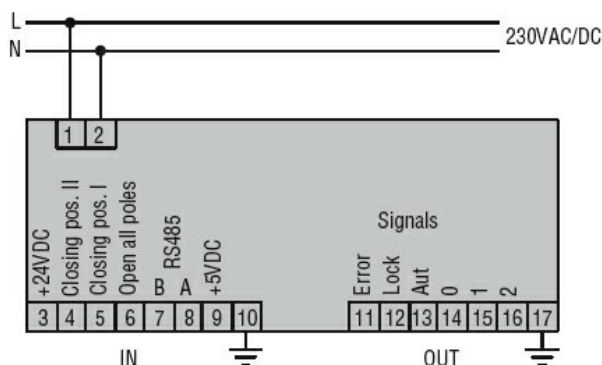 L
N
230VAC/DC
1 2
+24VDC
Closing pos. II
Closing pos. I
Open all poles
RS485
B A
+5VDC
Signals
Error
Lock
Aut
0
1
2
3 4 5 6 7 8 9 10
11 12 13 14 15 16 17
IN
OUT